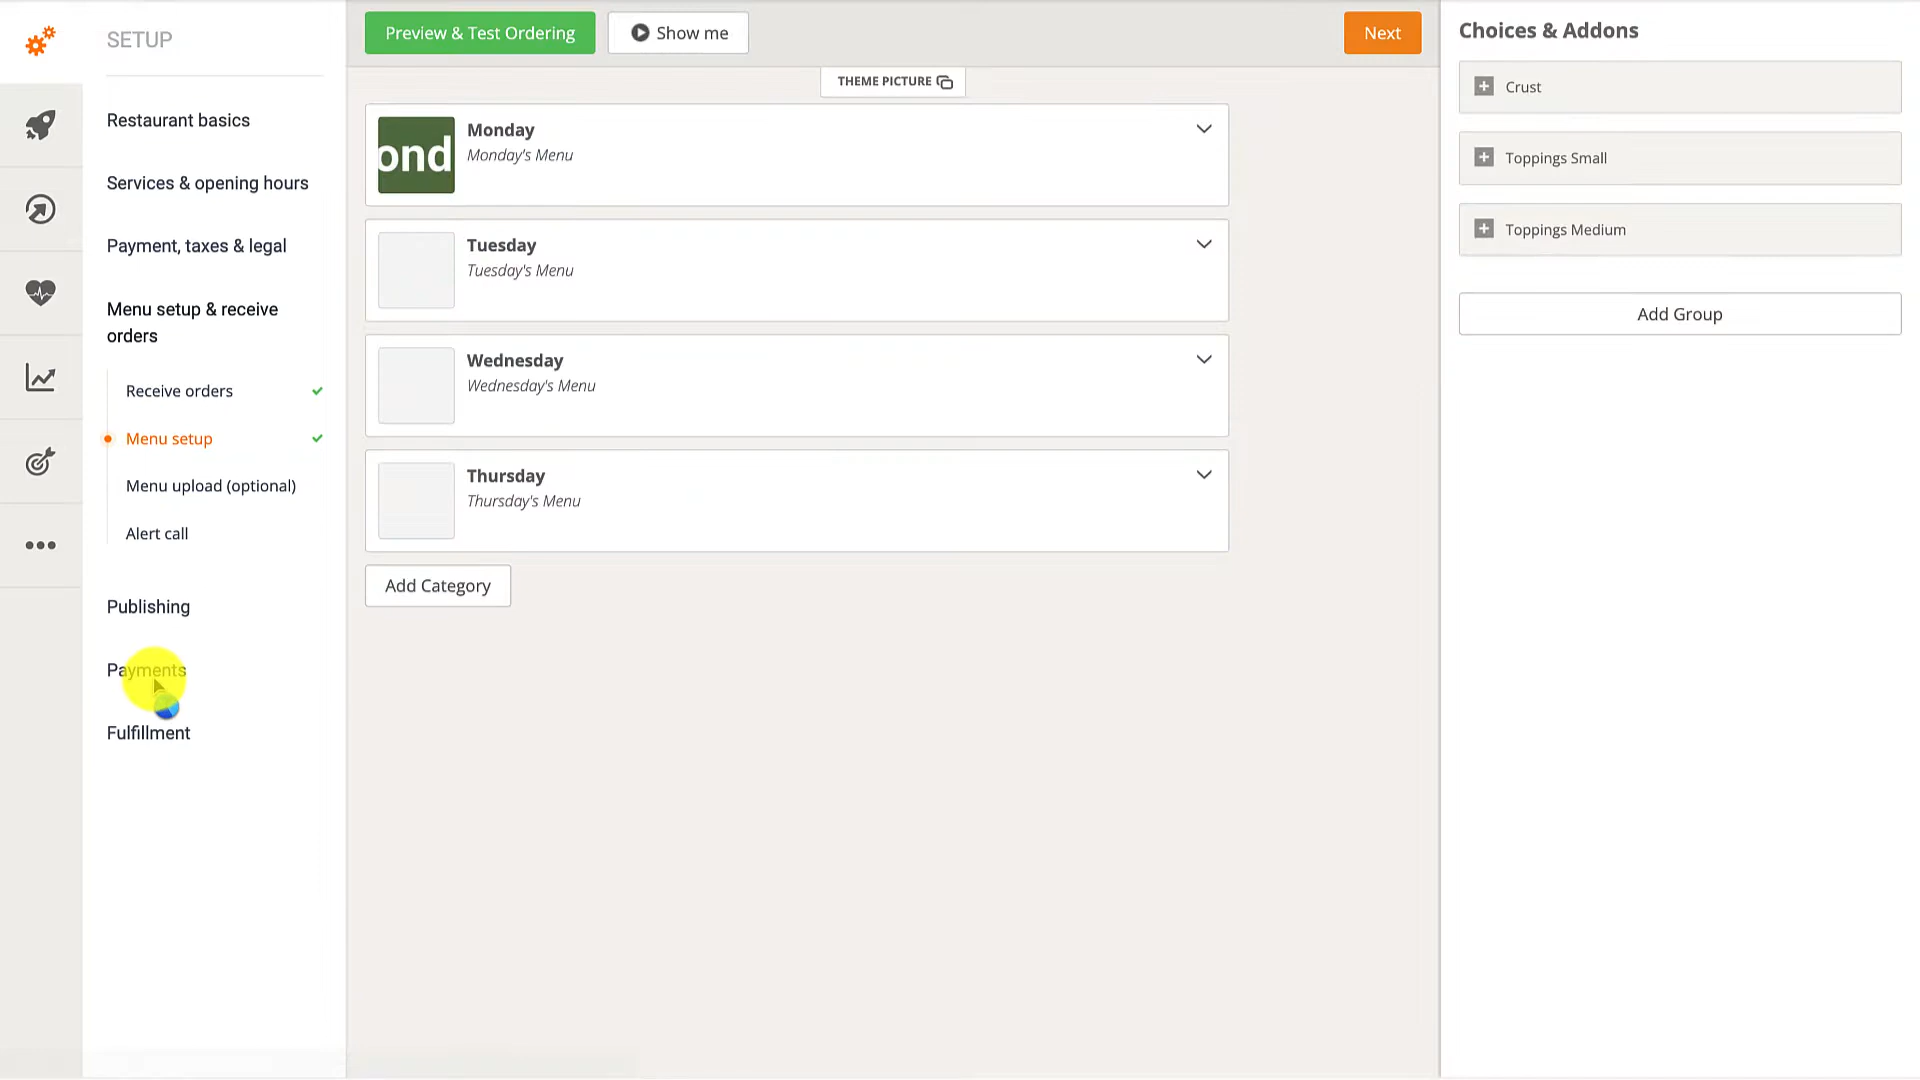 SETUP
Restaurant basics
Services & opening hours
Payment, taxes & legal
Menu setup & receive
orders
Receive orders
Menu setup
Menu upload (optional)
Alert call
Publishing
Payments
Fulfillment
Preview & Test Ordering
Show me
Next
THEME PICTURE
ond
Monday
Monday's Menu
Tuesday
Tuesday's Menu
Wednesday
Wednesday's Menu
Thursday
Thursday's Menu
Add Category
Choices & Addons
Crust
Toppings Small
Toppings Medium
Add Group